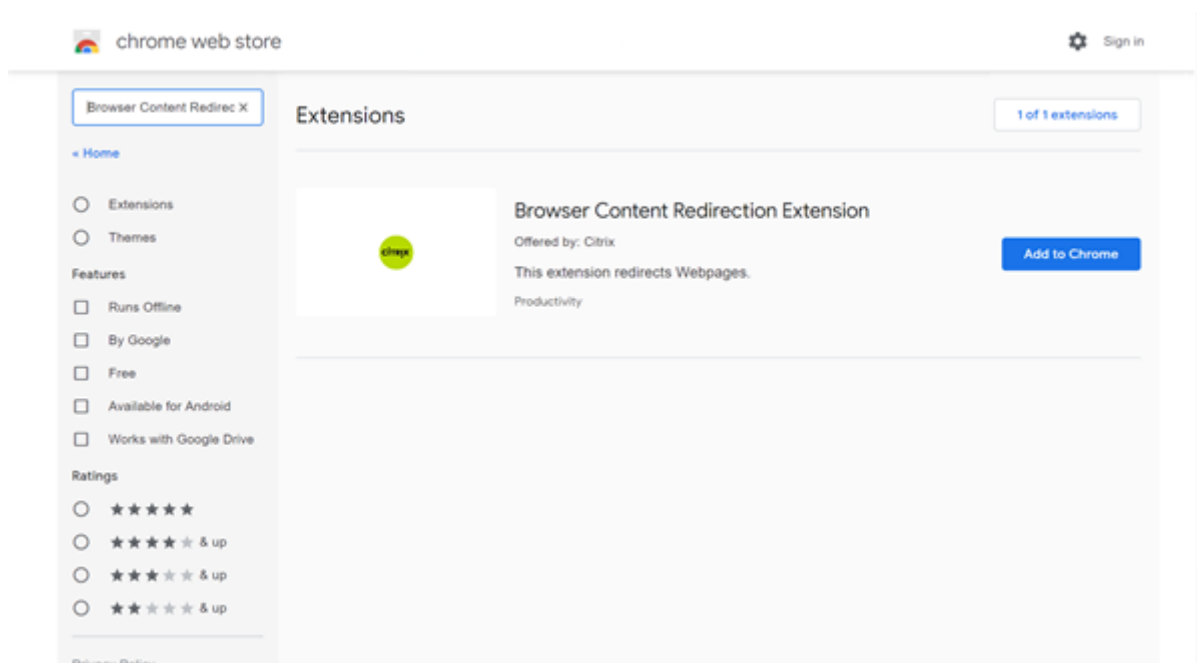 chrome web store
Sign in
Browser Content Redirec
Extensions
1 of 1 extensions
« Home
Extensions
Themes
Features
Runs Offline
By Google
Free
Available for Android
Works with Google Drive
Ratings
& up
& up
& up
citrix
Browser Content Redirection Extension
Offered by: Citrix
This extension redirects Webpages.
Productivity
Add to Chrome
Privacy Policy